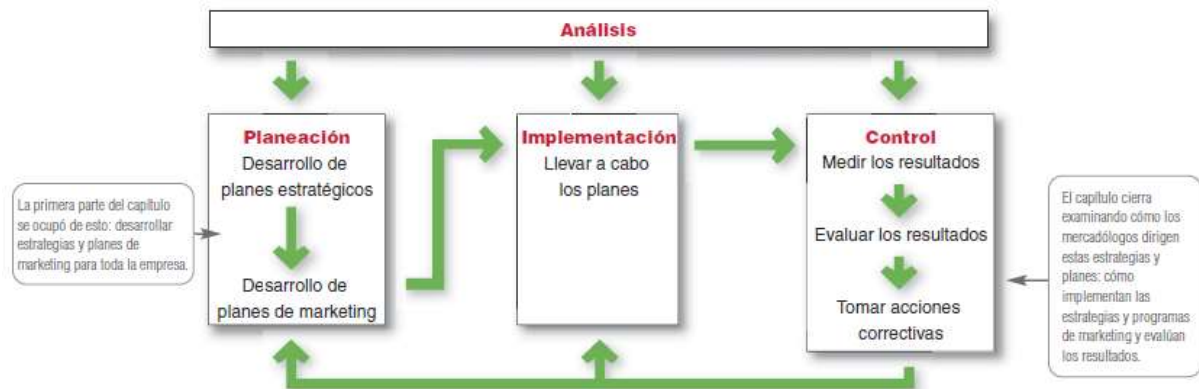 Análisis
Planeación
Desarrollo de
planes estratégicos
Desarrollo de
planes de marketing
Implementación
Llevar a cabo
los planes
Control
Medir los resultados
Evaluar los resultados
Tomar acciones
correctivas
La primera parte del capítulo
se ocupó de esto: desarrollar
estrategias y planes de
marketing para toda la empresa.
El capítulo cierra
examinando cómo los
mercadólogos dirigen
estas estrategias y
planes: cómo
implementan las
estrategias y programas
de marketing y evalúan
los resultados.